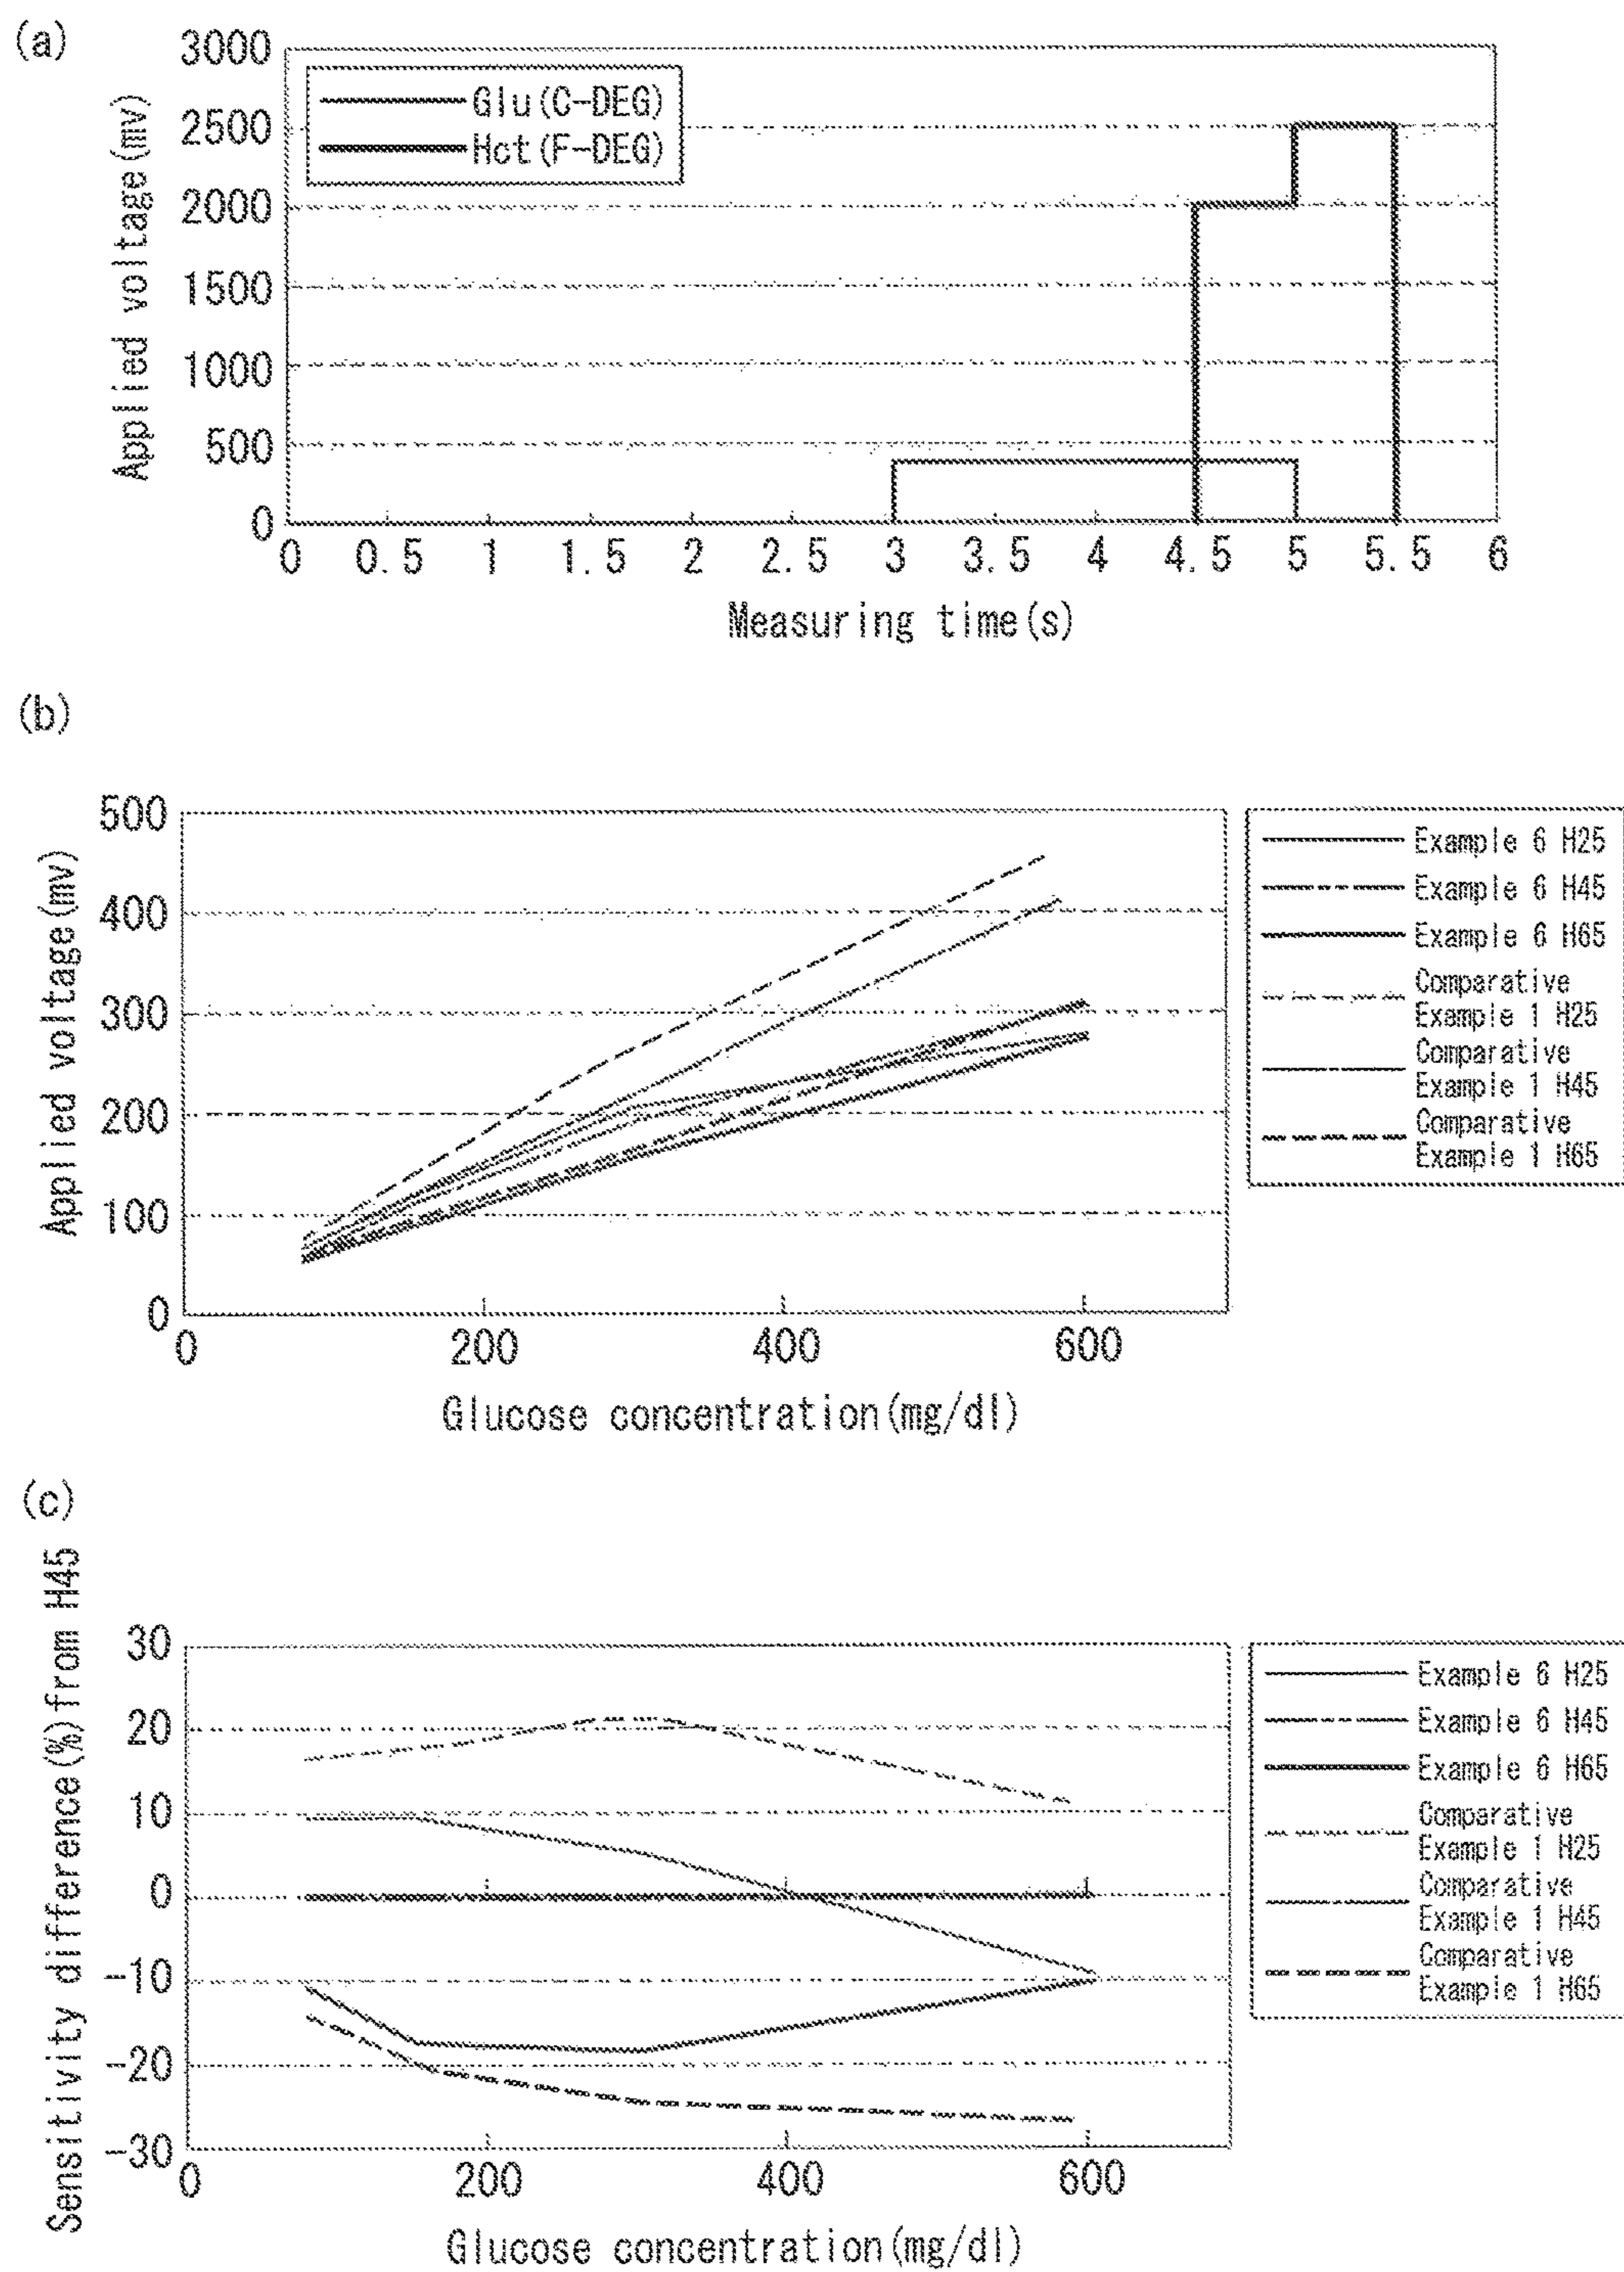 (a)
3000
2500
2000
1500
1000
500
0
Applied voltage(mv)
Glu(C-DEG)
Hct(F-DEG)
0 0.5 1 1.5 2 2.5 3 3.5 4 4.5 5 5.5 6
Measuring time(s)
(b)
500
400
300
200
100
0
Applied voltage(mv)
0 200 400 600
Glucose concentration(mg/dl)
Example 6 H25
Example 6 H45
Example 6 H65
Comparative
Example 1 H25
Comparative
Example 1 H45
Comparative
Example 1 H65
(c)
30
20
10
0
-10
-20
-30
Sensitivity difference(%)from H45
0 200 400 600
Glucose concentration(mg/dl)
Example 6 H25
Example 6 H45
Example 6 H65
Comparative
Example 1 H25
Comparative
Example 1 H45
Comparative
Example 1 H65